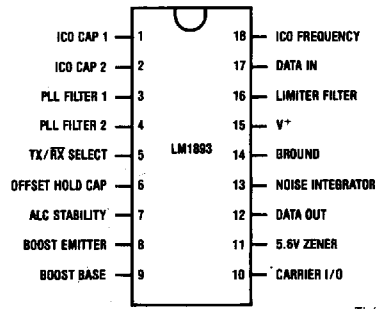 ICO CAP 1 1 18 ICO FREQUENCY
ICO CAP 2 2 17 DATA IN
PLL FILTER 1 3 16 LIMITER FILTER
PLL FILTER 2 4 15 V+
TX/RX SELECT 5 LM1893 14 GROUND
OFFSET HOLD CAP 6 13 NOISE INTEGRATOR
ALC STABILITY 7 12 DATA OUT
BOOST EMITTER 8 11 5.6V ZENER
BOOST BASE 9 10 CARRIER I/O